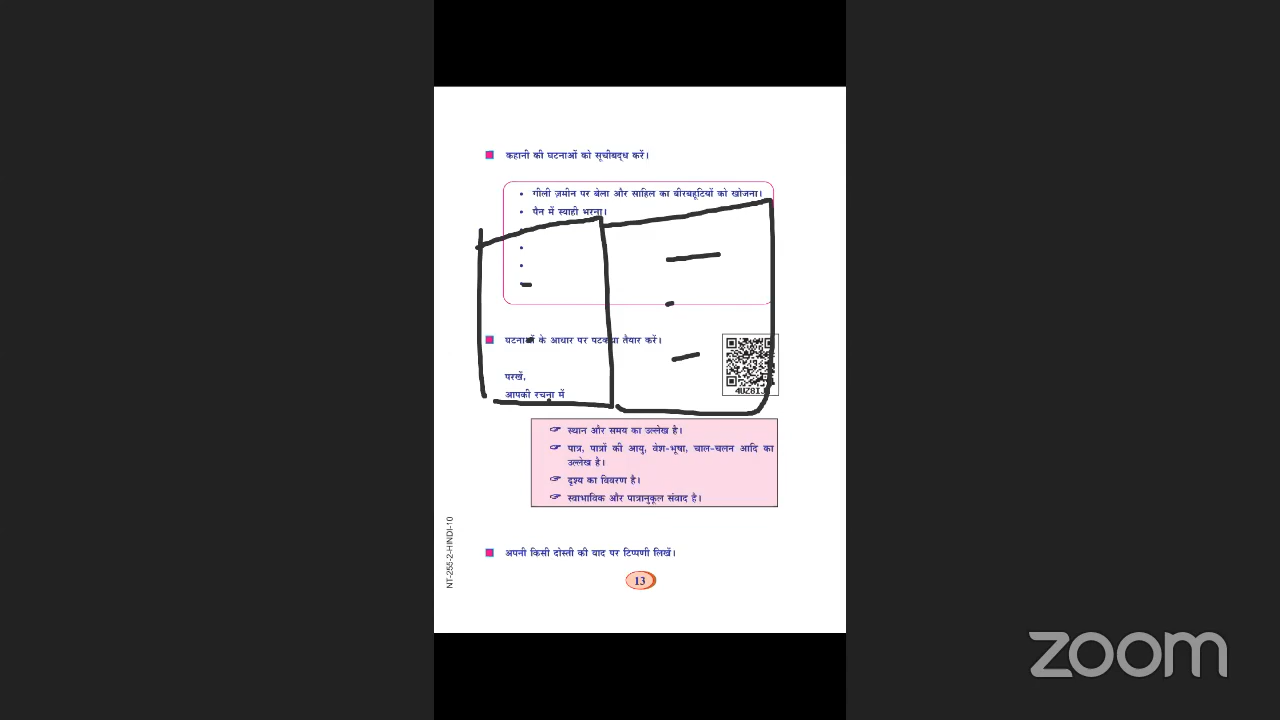 कहानी की घटनाओं को सूचीबद्ध करें।
• गीली ज़मीन पर बेला और साहिल का बीरबहूटियों को खोजना।
• पैन में स्याही भरना।
घटनाओं के आधार पर पटकथा तैयार करें।
4UZ8IJ
परखें,
आपकी रचना में
☞ स्थान और समय का उल्लेख है।
☞ पात्र, पात्रों की आयु, वेश-भूषा, चाल-चलन आदि का
उल्लेख है।
☞ दृश्य का विवरण है।
☞ स्वाभाविक और पात्रानुकूल संवाद है।
NT-255-2-HINDI-10
अपनी किसी दोस्ती की याद पर टिप्पणी लिखें।
13
zoom